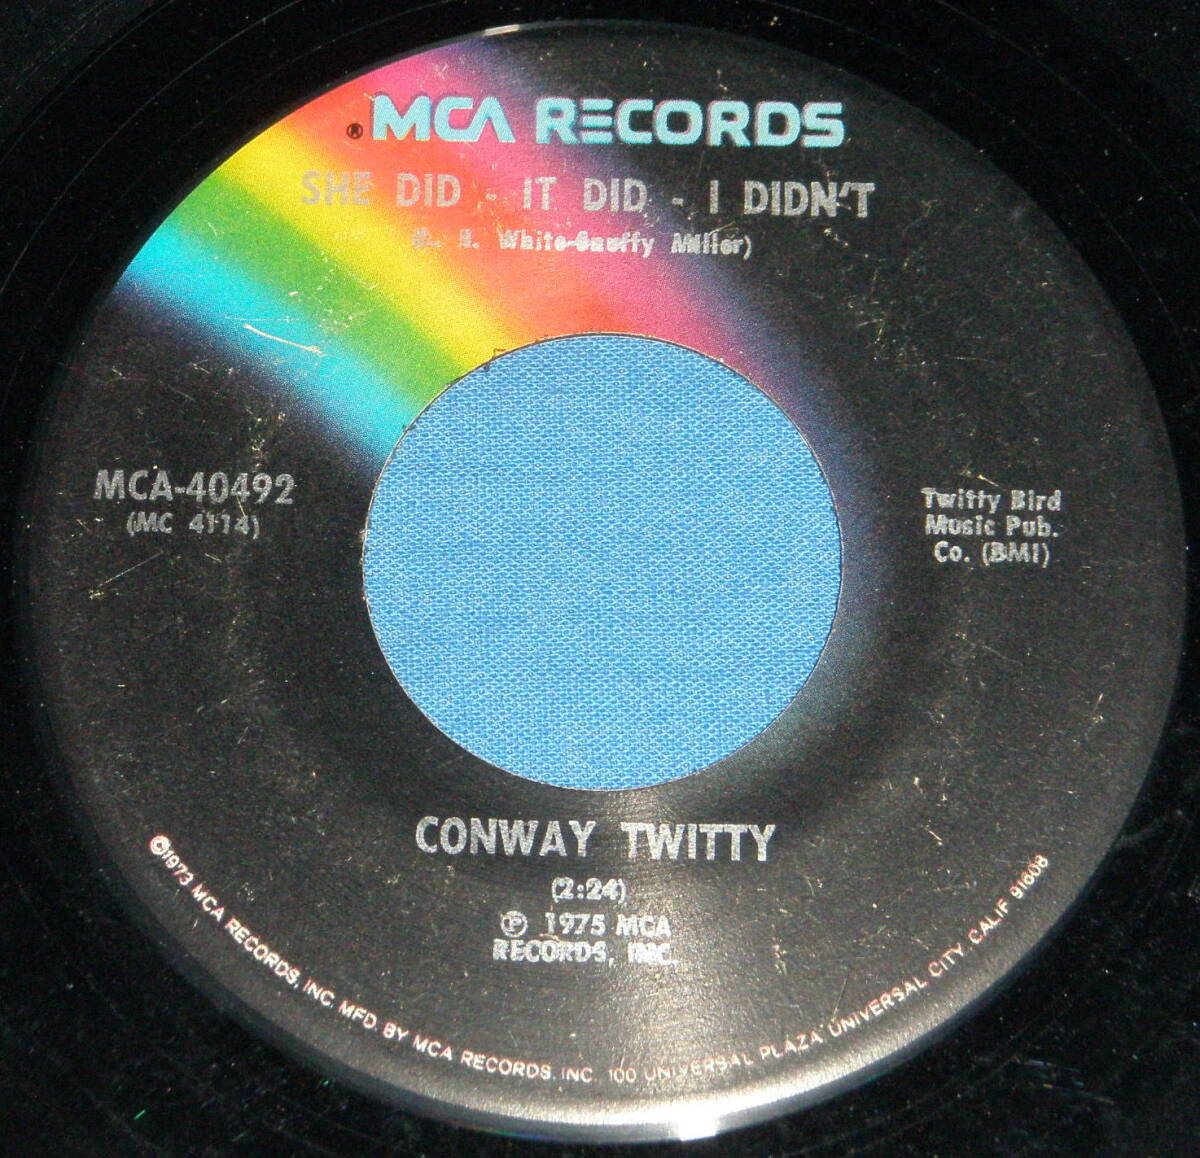 ® MCA RECORDS
SHE DID - IT DID - I DIDN'T
White-Snuffy Miller)
MCA-40492
(MC 4114)
Twitty Bird
Music Pub.
Co. (BMI)
CONWAY TWITTY
(2:24)
℗ 1975 MCA
RECORDS, INC.
©1973 MCA RECORDS, INC. MFD. BY MCA RECORDS, INC. 100 UNIVERSAL PLAZA, UNIVERSAL CITY, CALIF 91608